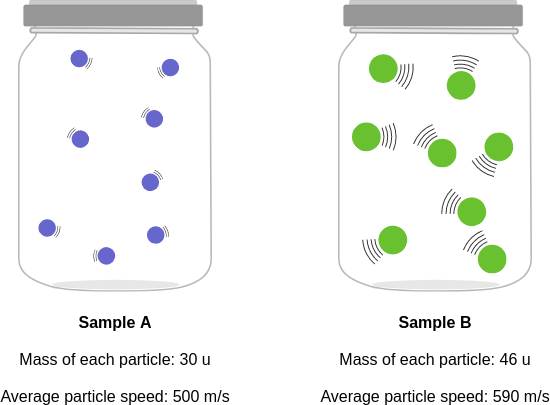 Sample A
Mass of each particle: 30 u
Average particle speed: 500 m/s
Sample B
Mass of each particle: 46 u
Average particle speed: 590 m/s